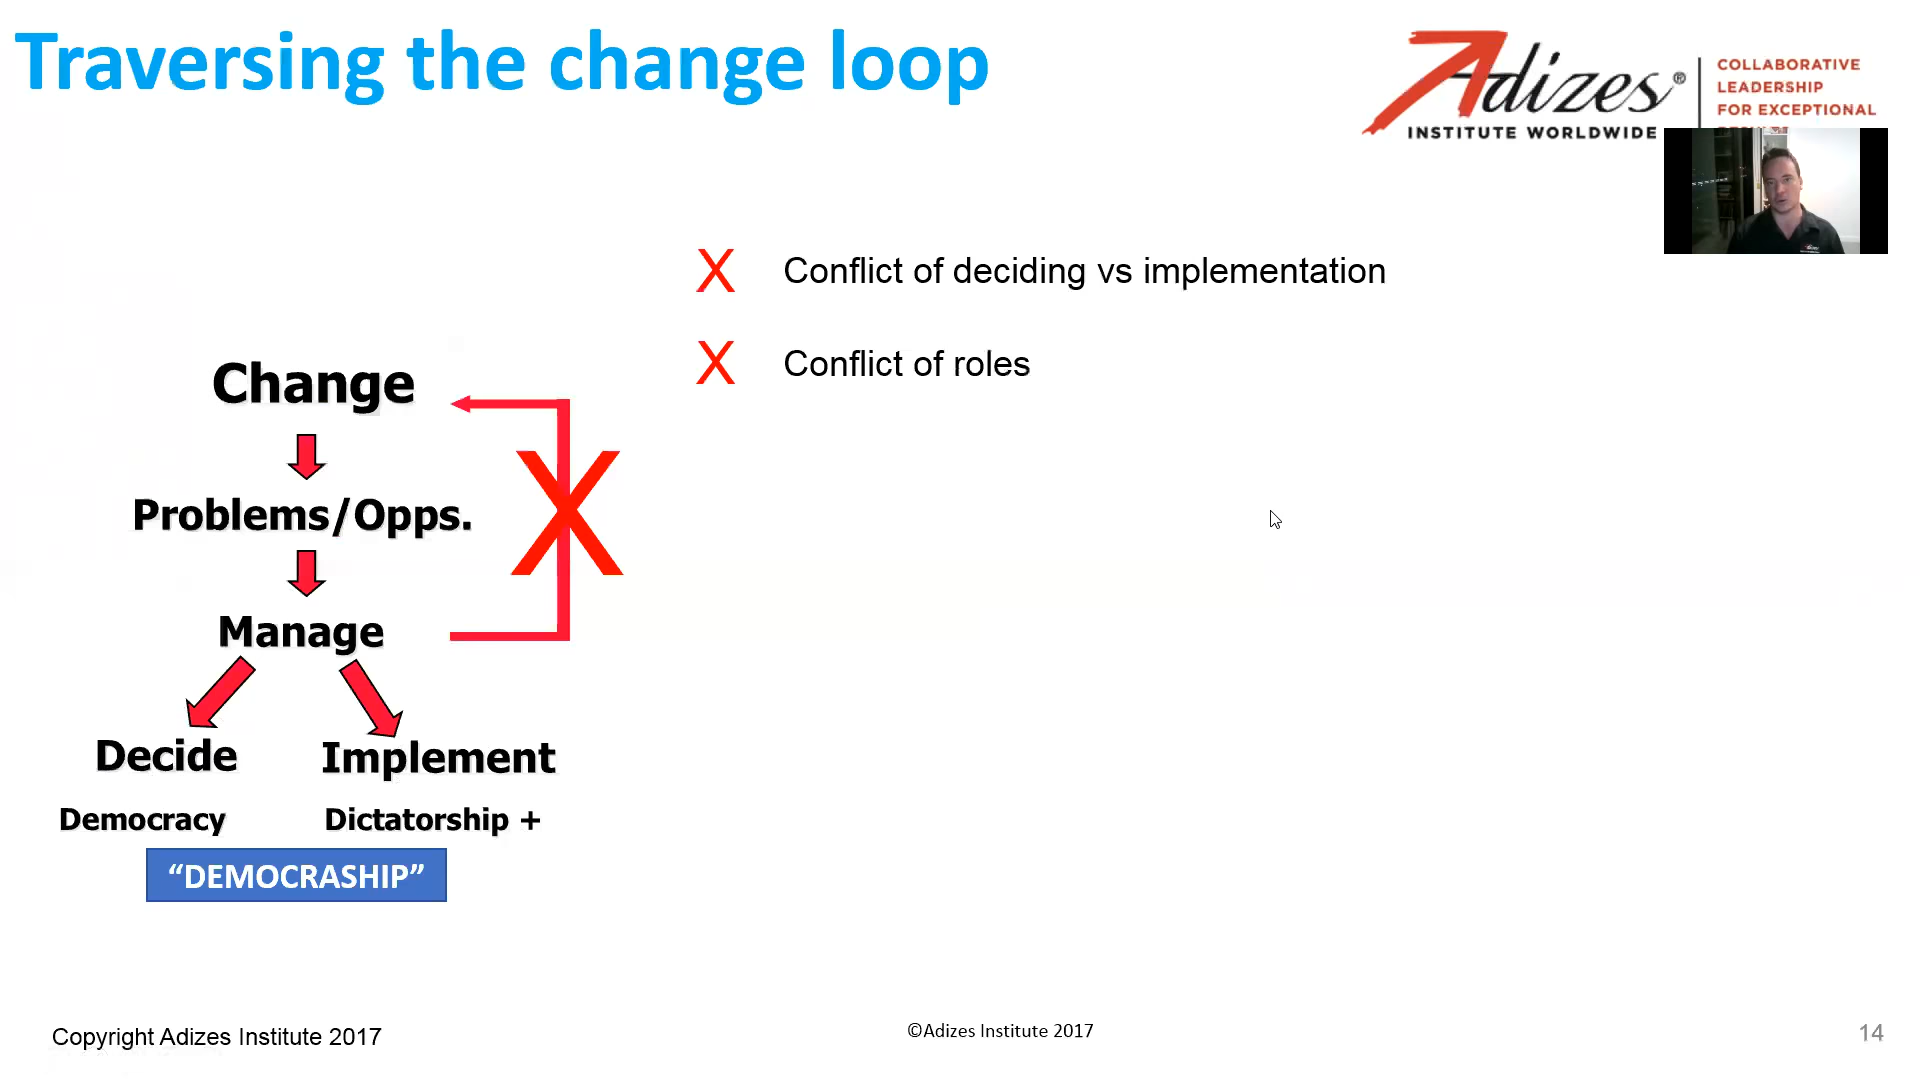 Traversing the change loop
Adizes®
INSTITUTE WORLDWIDE
COLLABORATIVE
LEADERSHIP
FOR EXCEPTIONAL
X Conflict of deciding vs implementation
X Conflict of roles
Change
X
Problems/Opps.
Manage
Decide Implement
Democracy Dictatorship +
“DEMOCRASHIP”
Copyright Adizes Institute 2017
©Adizes Institute 2017
14